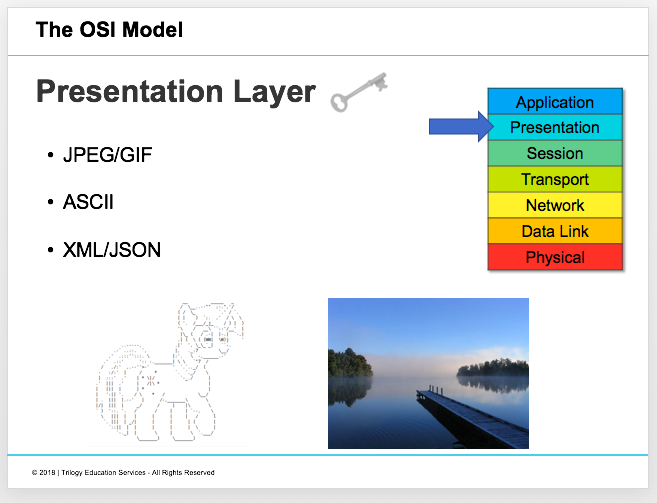 The OSI Model
Presentation Layer
• JPEG/GIF
• ASCII
• XML/JSON
Application
Presentation
Session
Transport
Network
Data Link
Physical
© 2018 | Trilogy Education Services - All Rights Reserved